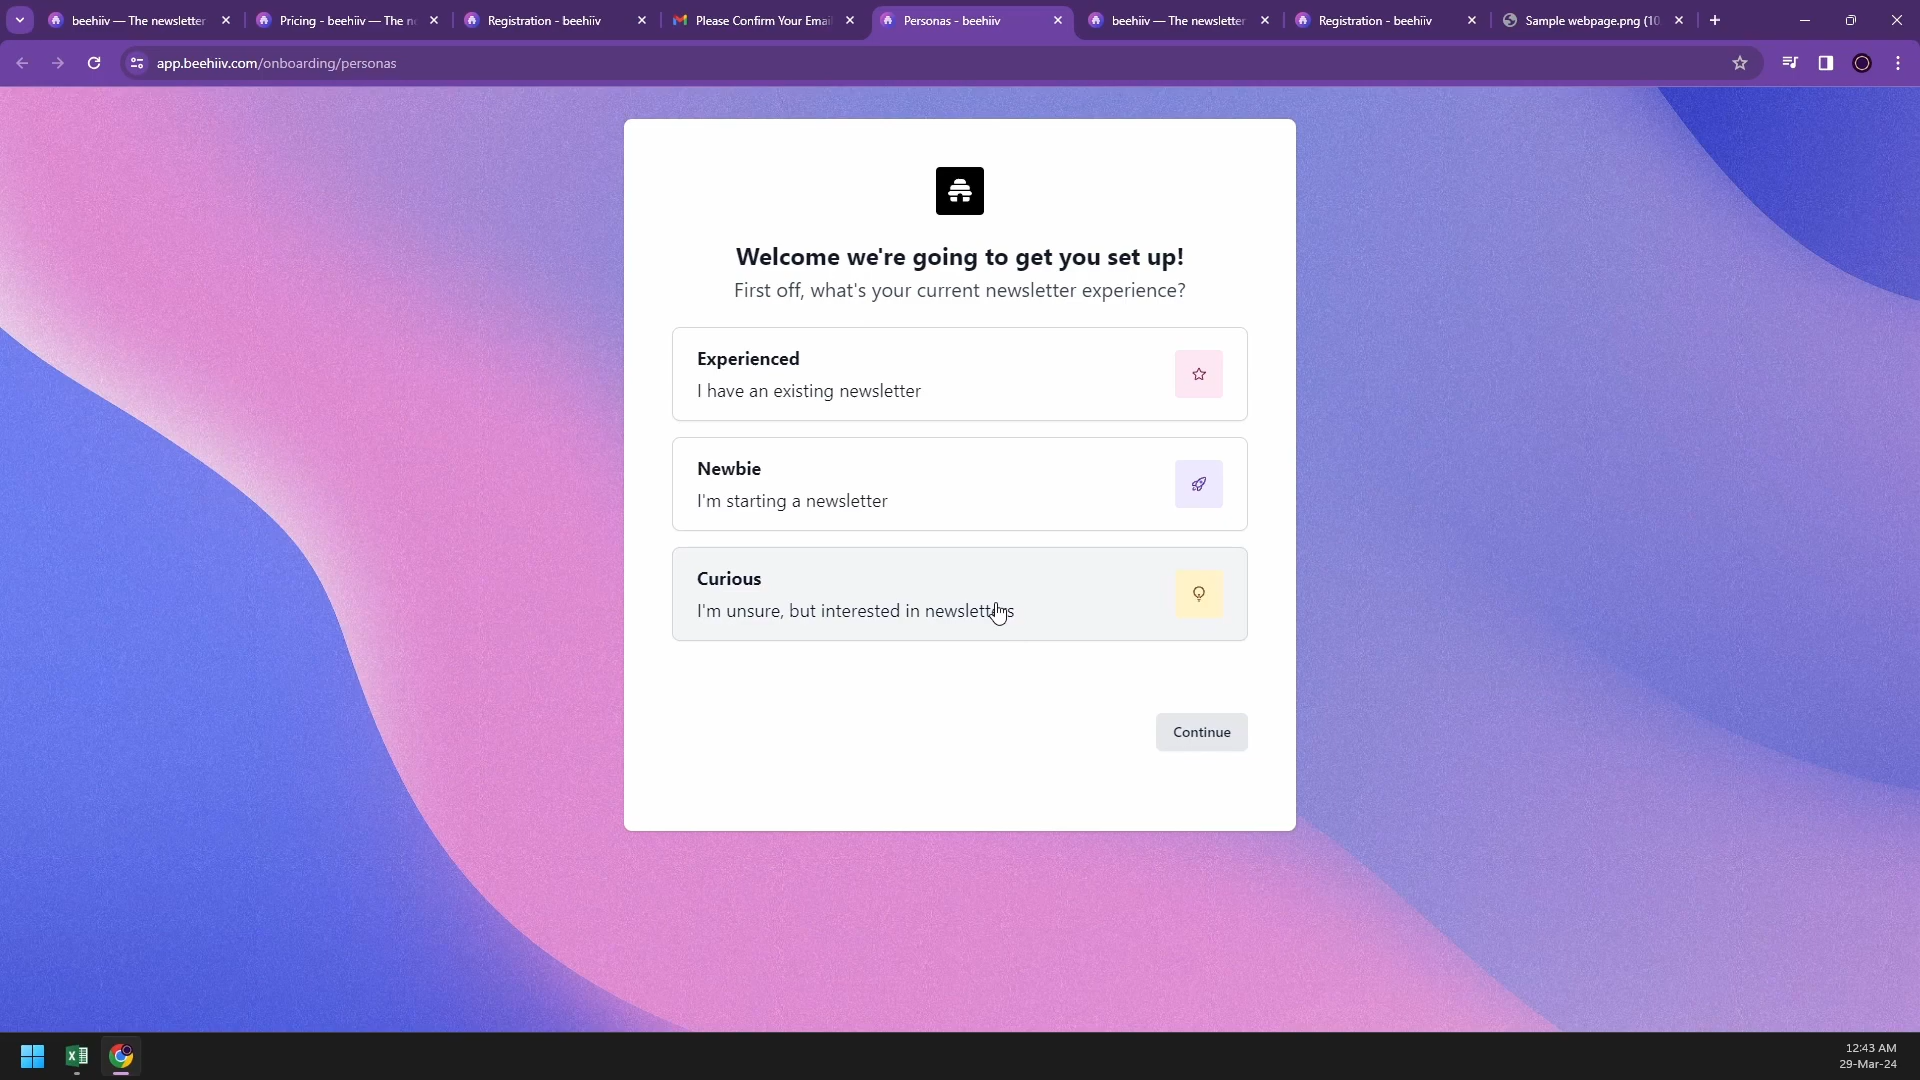 beehiiv — The newsletter
Pricing - beehiiv — The ne
Registration - beehiiv
Please Confirm Your Email
Personas - beehiiv
beehiiv — The newsletter
Registration - beehiiv
Sample webpage.png (10
app.beehiiv.com/onboarding/personas
Welcome we're going to get you set up!
First off, what's your current newsletter experience?
Experienced
I have an existing newsletter
Newbie
I'm starting a newsletter
Curious
I'm unsure, but interested in newsletters
Continue
12:43 AM
29-Mar-24